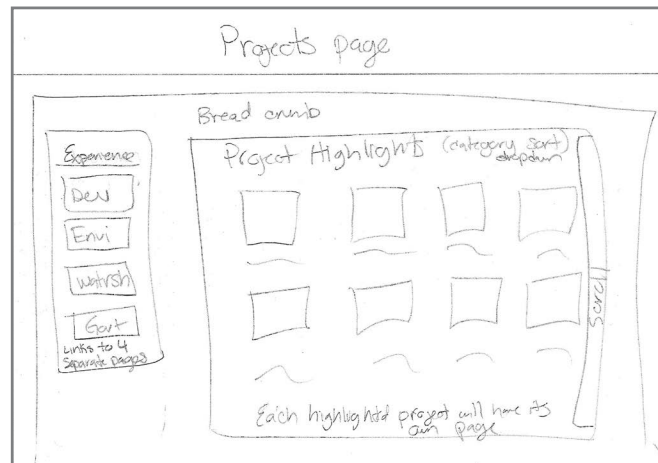 Projects page
Bread crumb
Experience
Dev
Envi
Watrsh
Govt
Links to 4
Separate pages
Project Highlights (category sort)
dropdown
Scroll
Each highlightd project will have its
own page